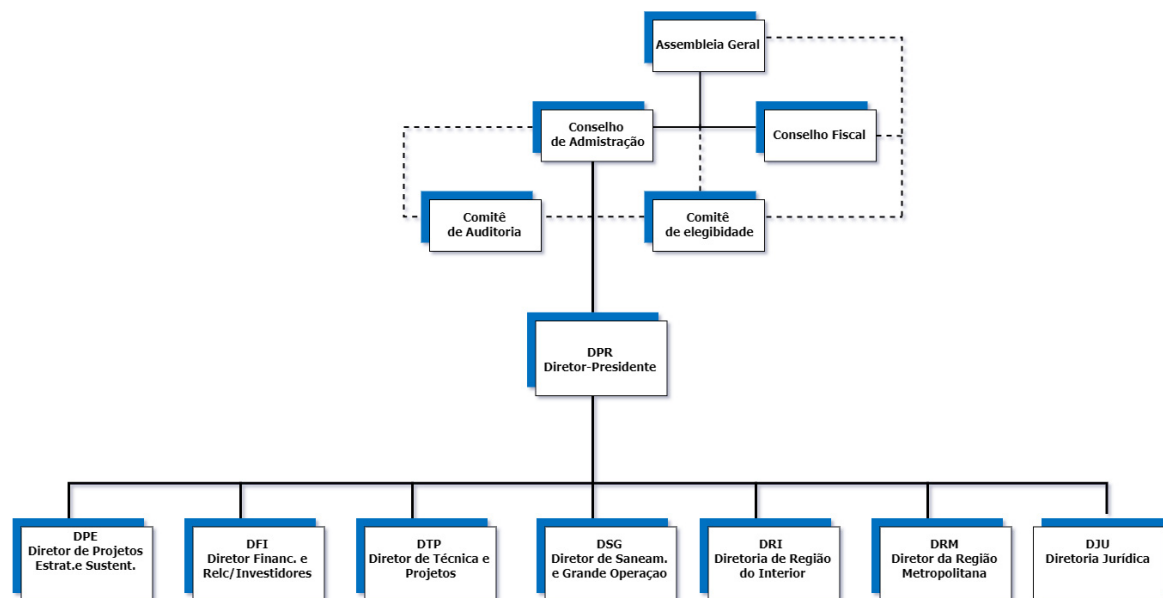 Assembleia Geral
Conselho
de Admistração
Conselho Fiscal
Comitê
de Auditoria
Comitê
de elegibidade
DPR
Diretor-Presidente
DPE
Diretor de Projetos
Estrat.e Sustent.
DFI
Diretor Financ. e
Relc/Investidores
DTP
Diretor de Técnica e
Projetos
DSG
Diretor de Saneam.
e Grande Operaçao
DRI
Diretoria de Região
do Interior
DRM
Diretor da Região
Metropolitana
DJU
Diretoria Jurídica